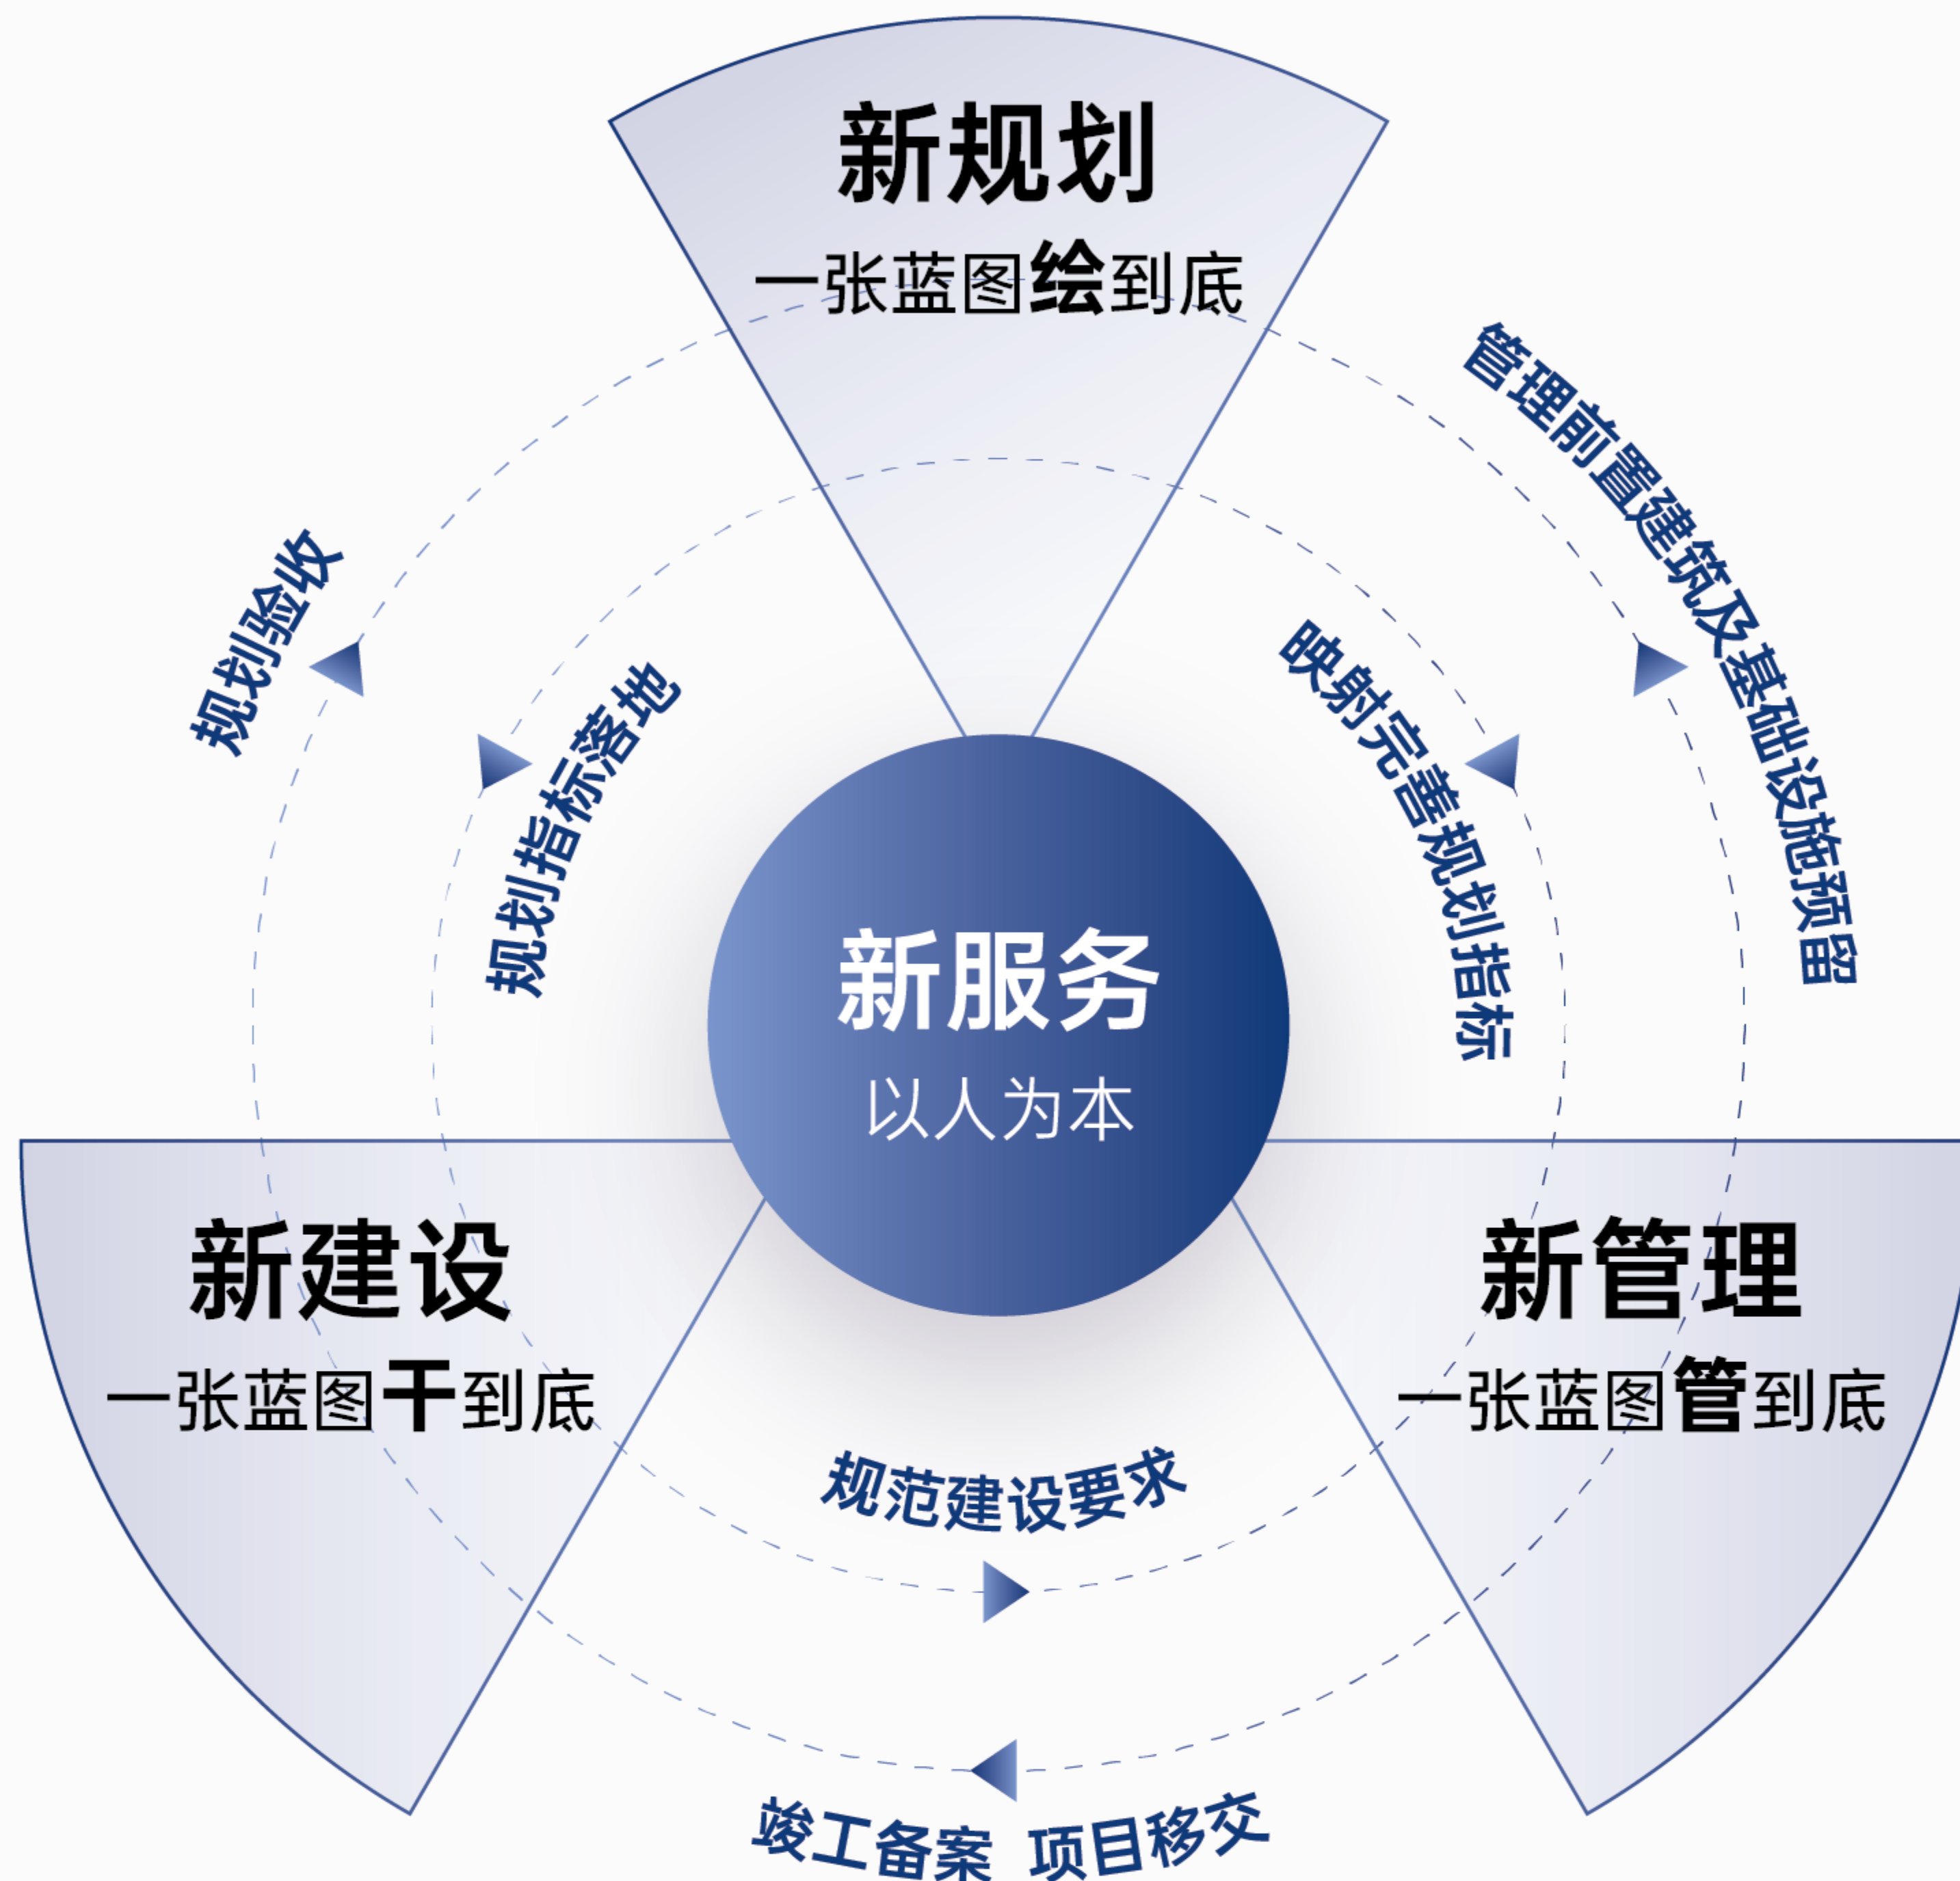 新规划
一张蓝图绘到底
管理前置建筑及基础设施预留
规划验收
映射完善规划指标
规划指标落地
新服务
以人为本
新建设
一张蓝图干到底
新管理
一张蓝图管到底
规范建设要求
竣工备案 项目移交